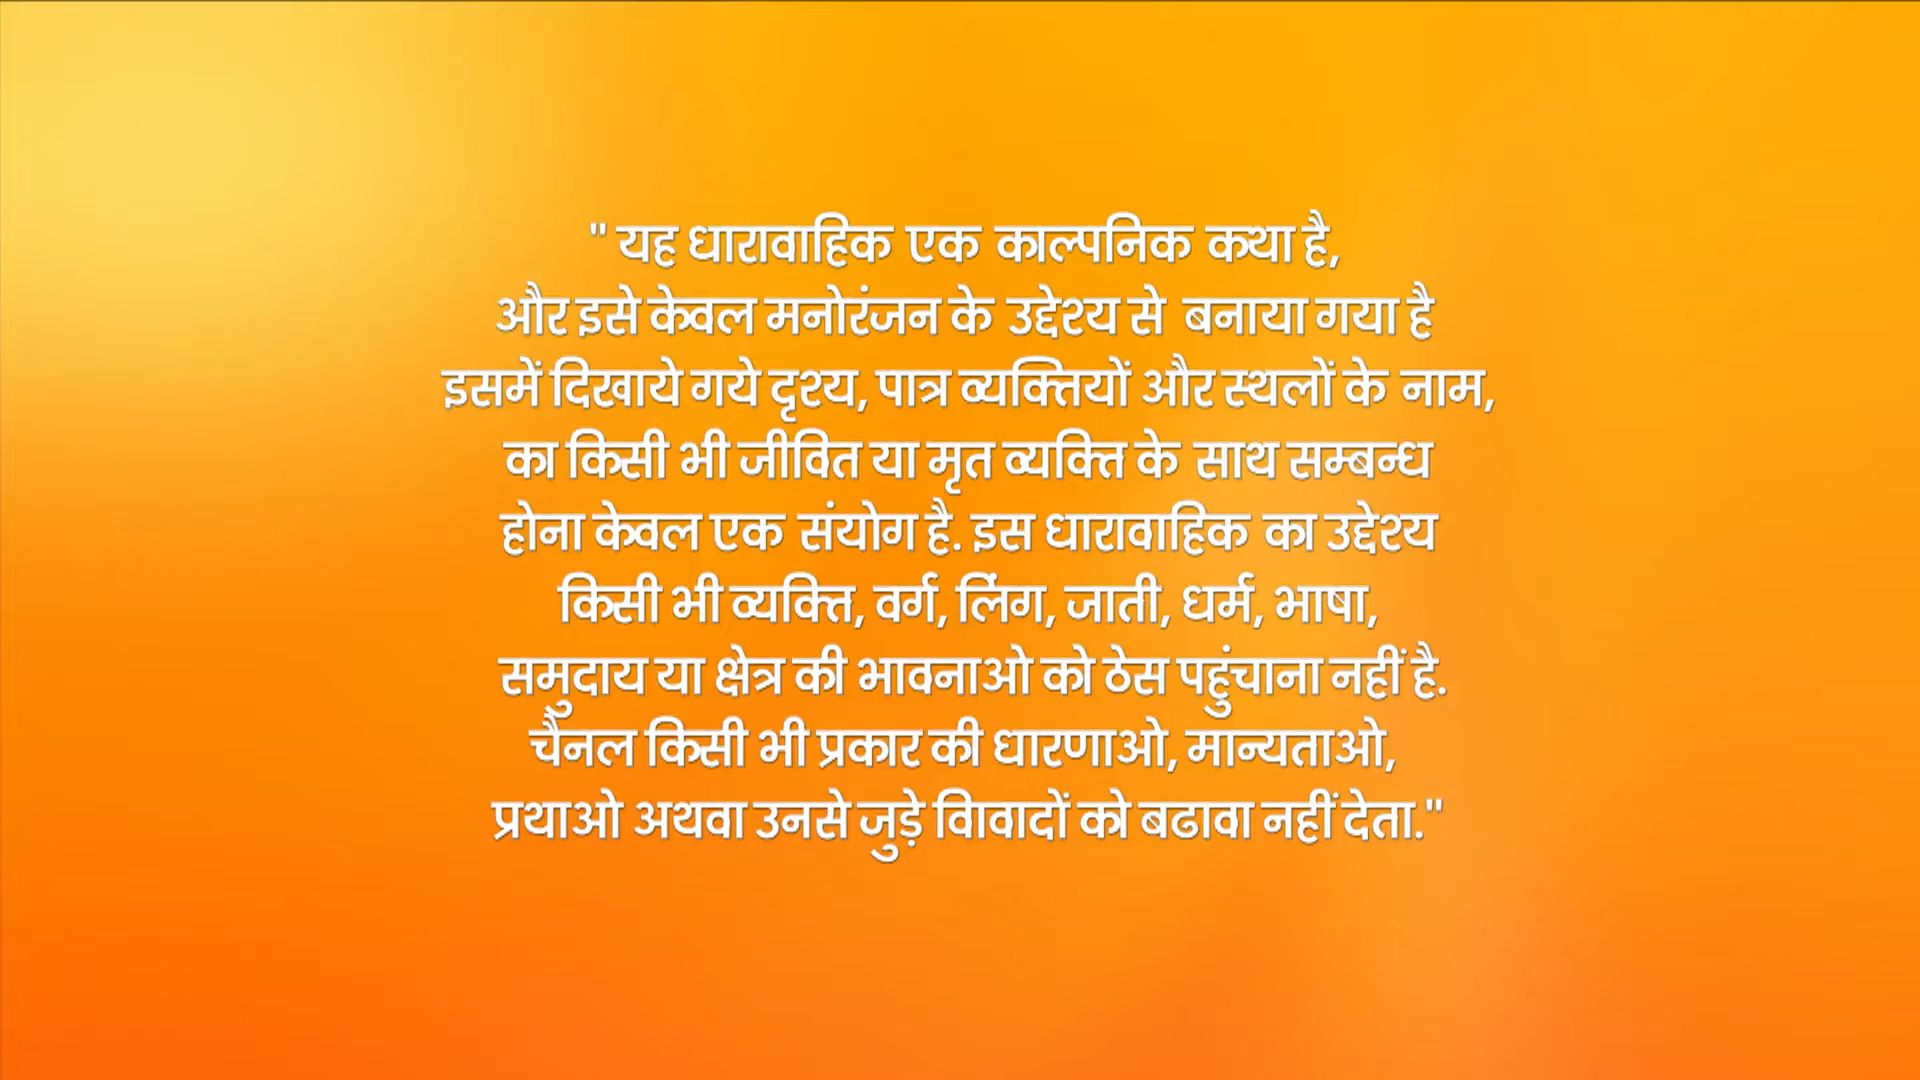 " यह धारावाहिक एक काल्पनिक कथा है,
और इसे केवल मनोरंजन के उद्देश्य से बनाया गया है
इसमें दिखाये गये दृश्य, पात्र व्यक्तियों और स्थलों के नाम,
का किसी भी जीवित या मृत व्यक्ति के साथ सम्बन्ध
होना केवल एक संयोग है. इस धारावाहिक का उद्देश्य
किसी भी व्यक्ति, वर्ग, लिंग, जाती, धर्म, भाषा,
समुदाय या क्षेत्र की भावनाओ को ठेस पहुंचाना नहीं है.
चैनल किसी भी प्रकार की धारणाओ, मान्यताओ,
प्रथाओ अथवा उनसे जुड़े विावादों को बढावा नहीं देता."